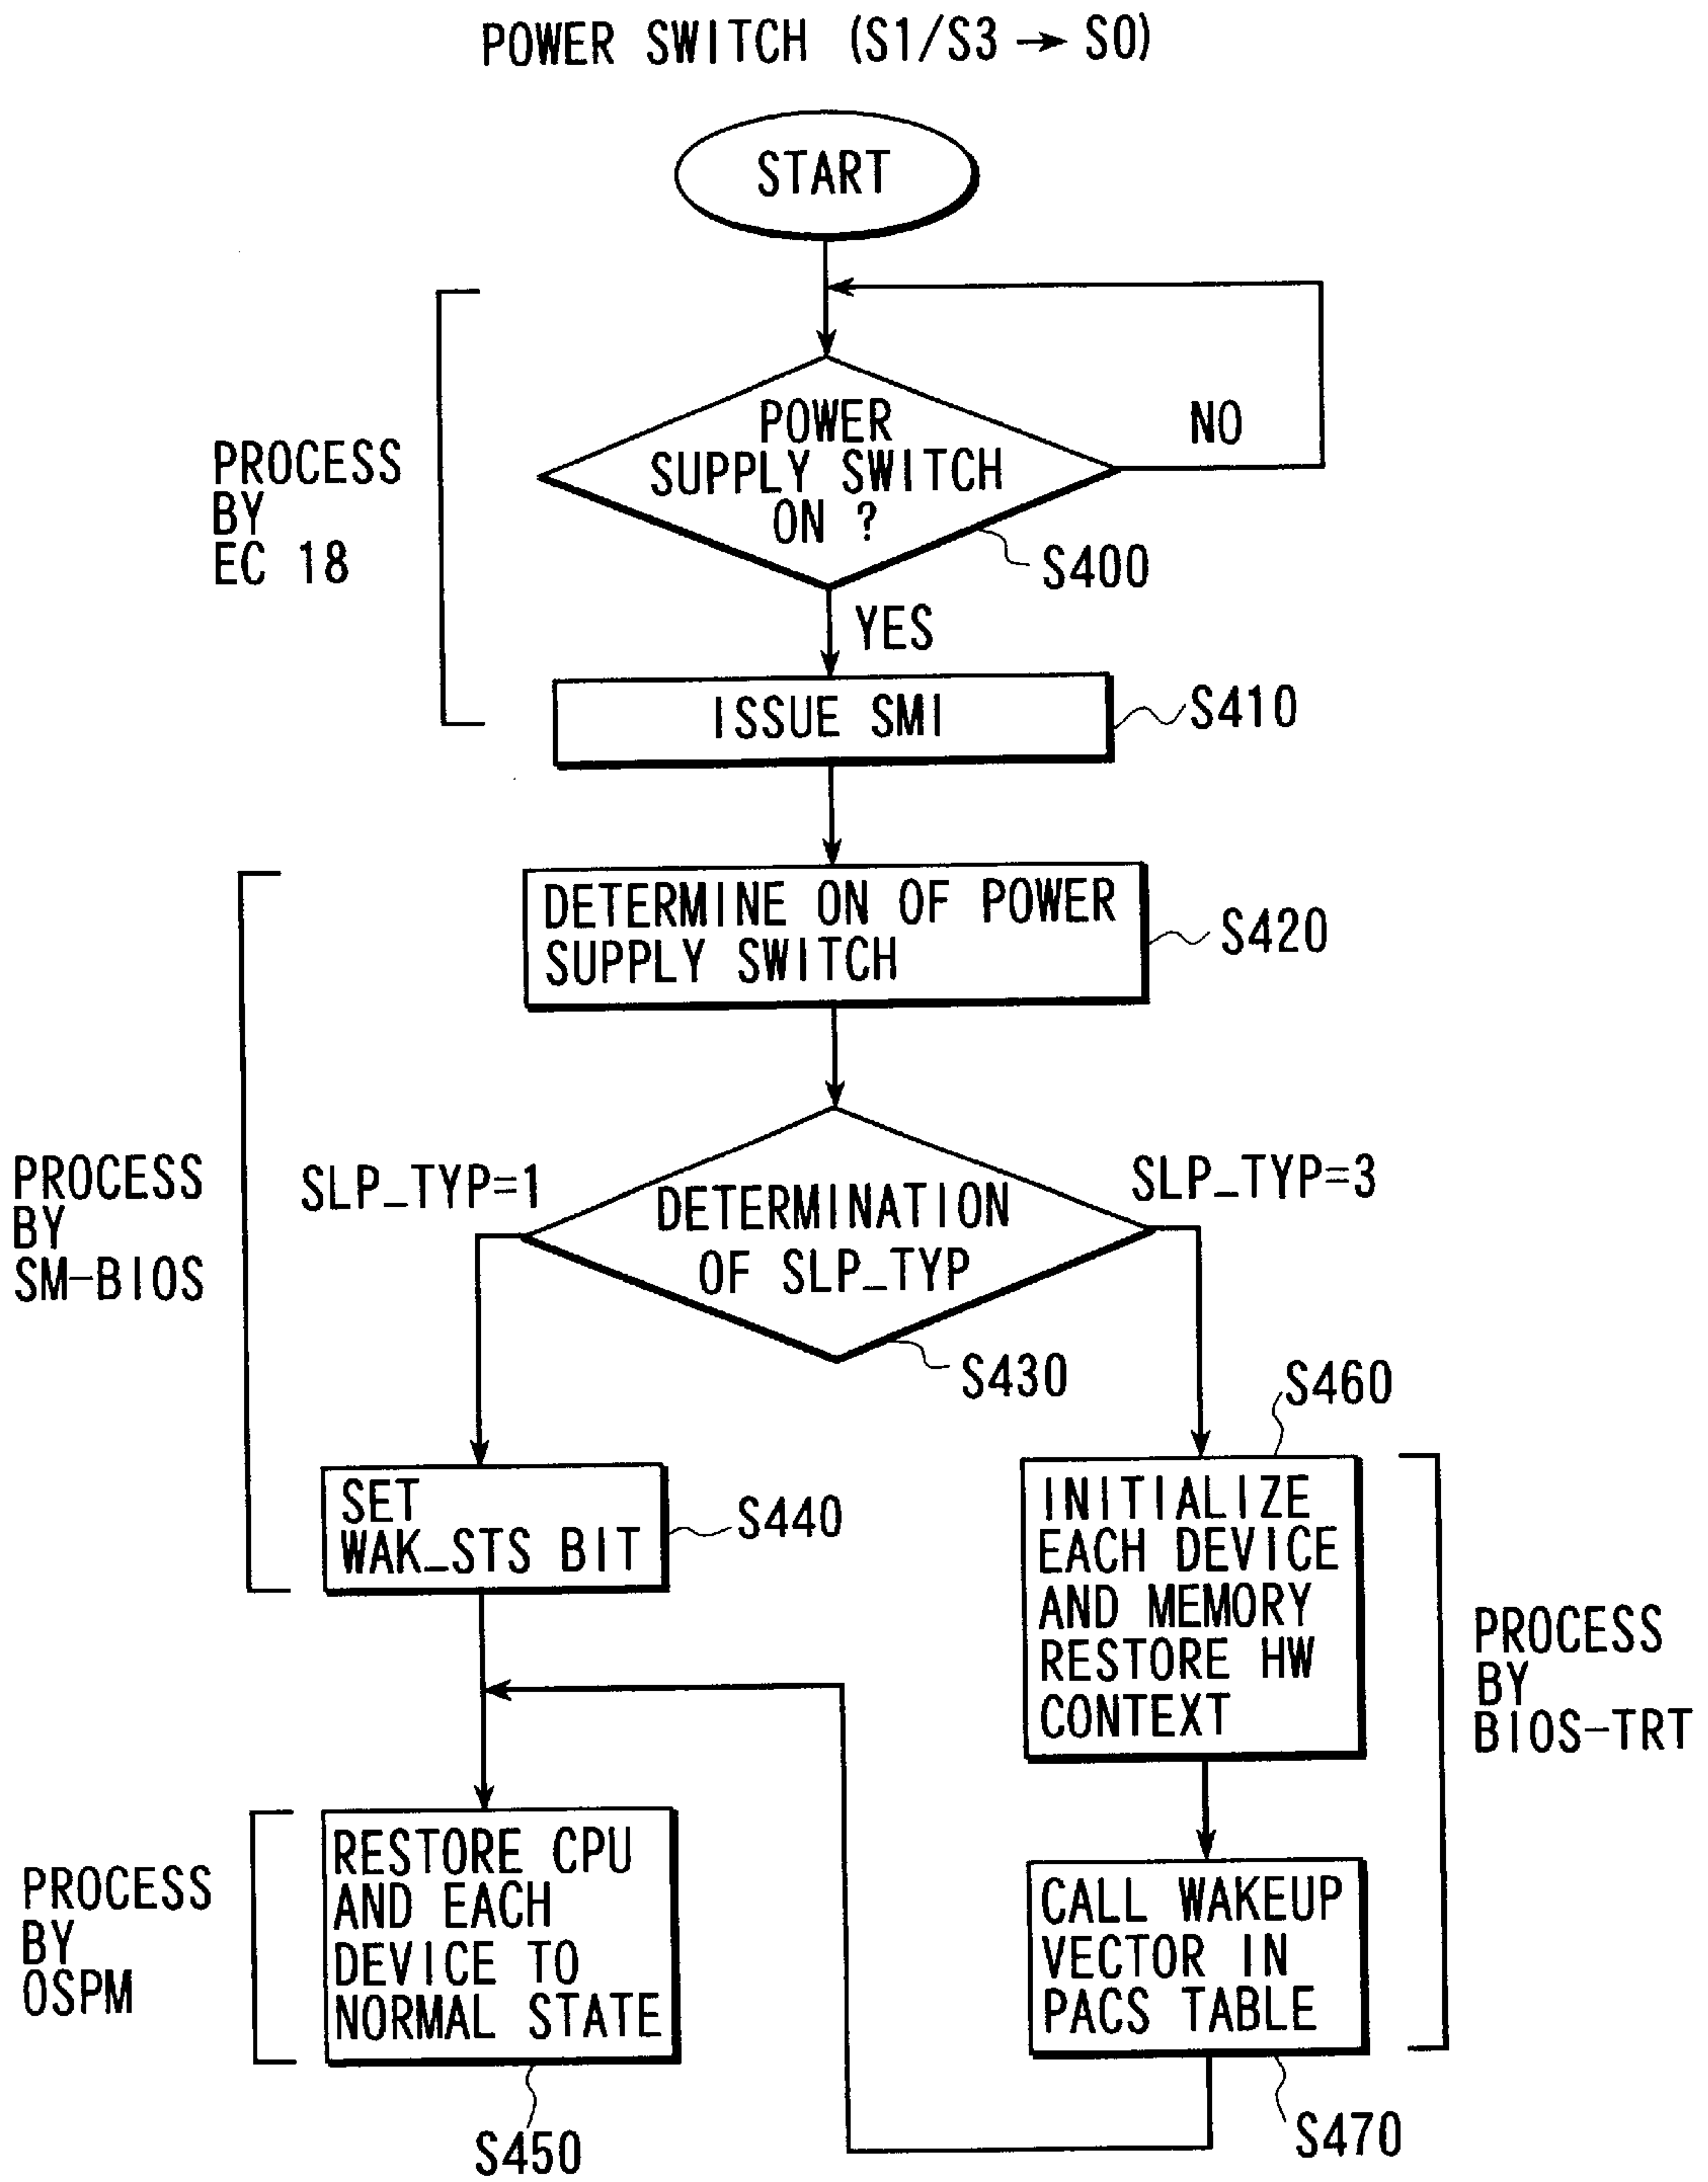 POWER SWITCH (S1/S3 → S0)
START
POWER
SUPPLY SWITCH
ON ?
NO
S400
PROCESS
BY
EC 18
YES
ISSUE SMI
S410
DETERMINE ON OF POWER
SUPPLY SWITCH
S420
PROCESS
BY
SM-BIOS
SLP_TYP=1
DETERMINATION
OF SLP_TYP
SLP_TYP=3
S430
S460
SET
WAK_STS BIT
S440
INITIALIZE
EACH DEVICE
AND MEMORY
RESTORE HW
CONTEXT
PROCESS
BY
BIOS-TRT
PROCESS
BY
OSPM
RESTORE CPU
AND EACH
DEVICE TO
NORMAL STATE
S450
CALL WAKEUP
VECTOR IN
PACS TABLE
S470